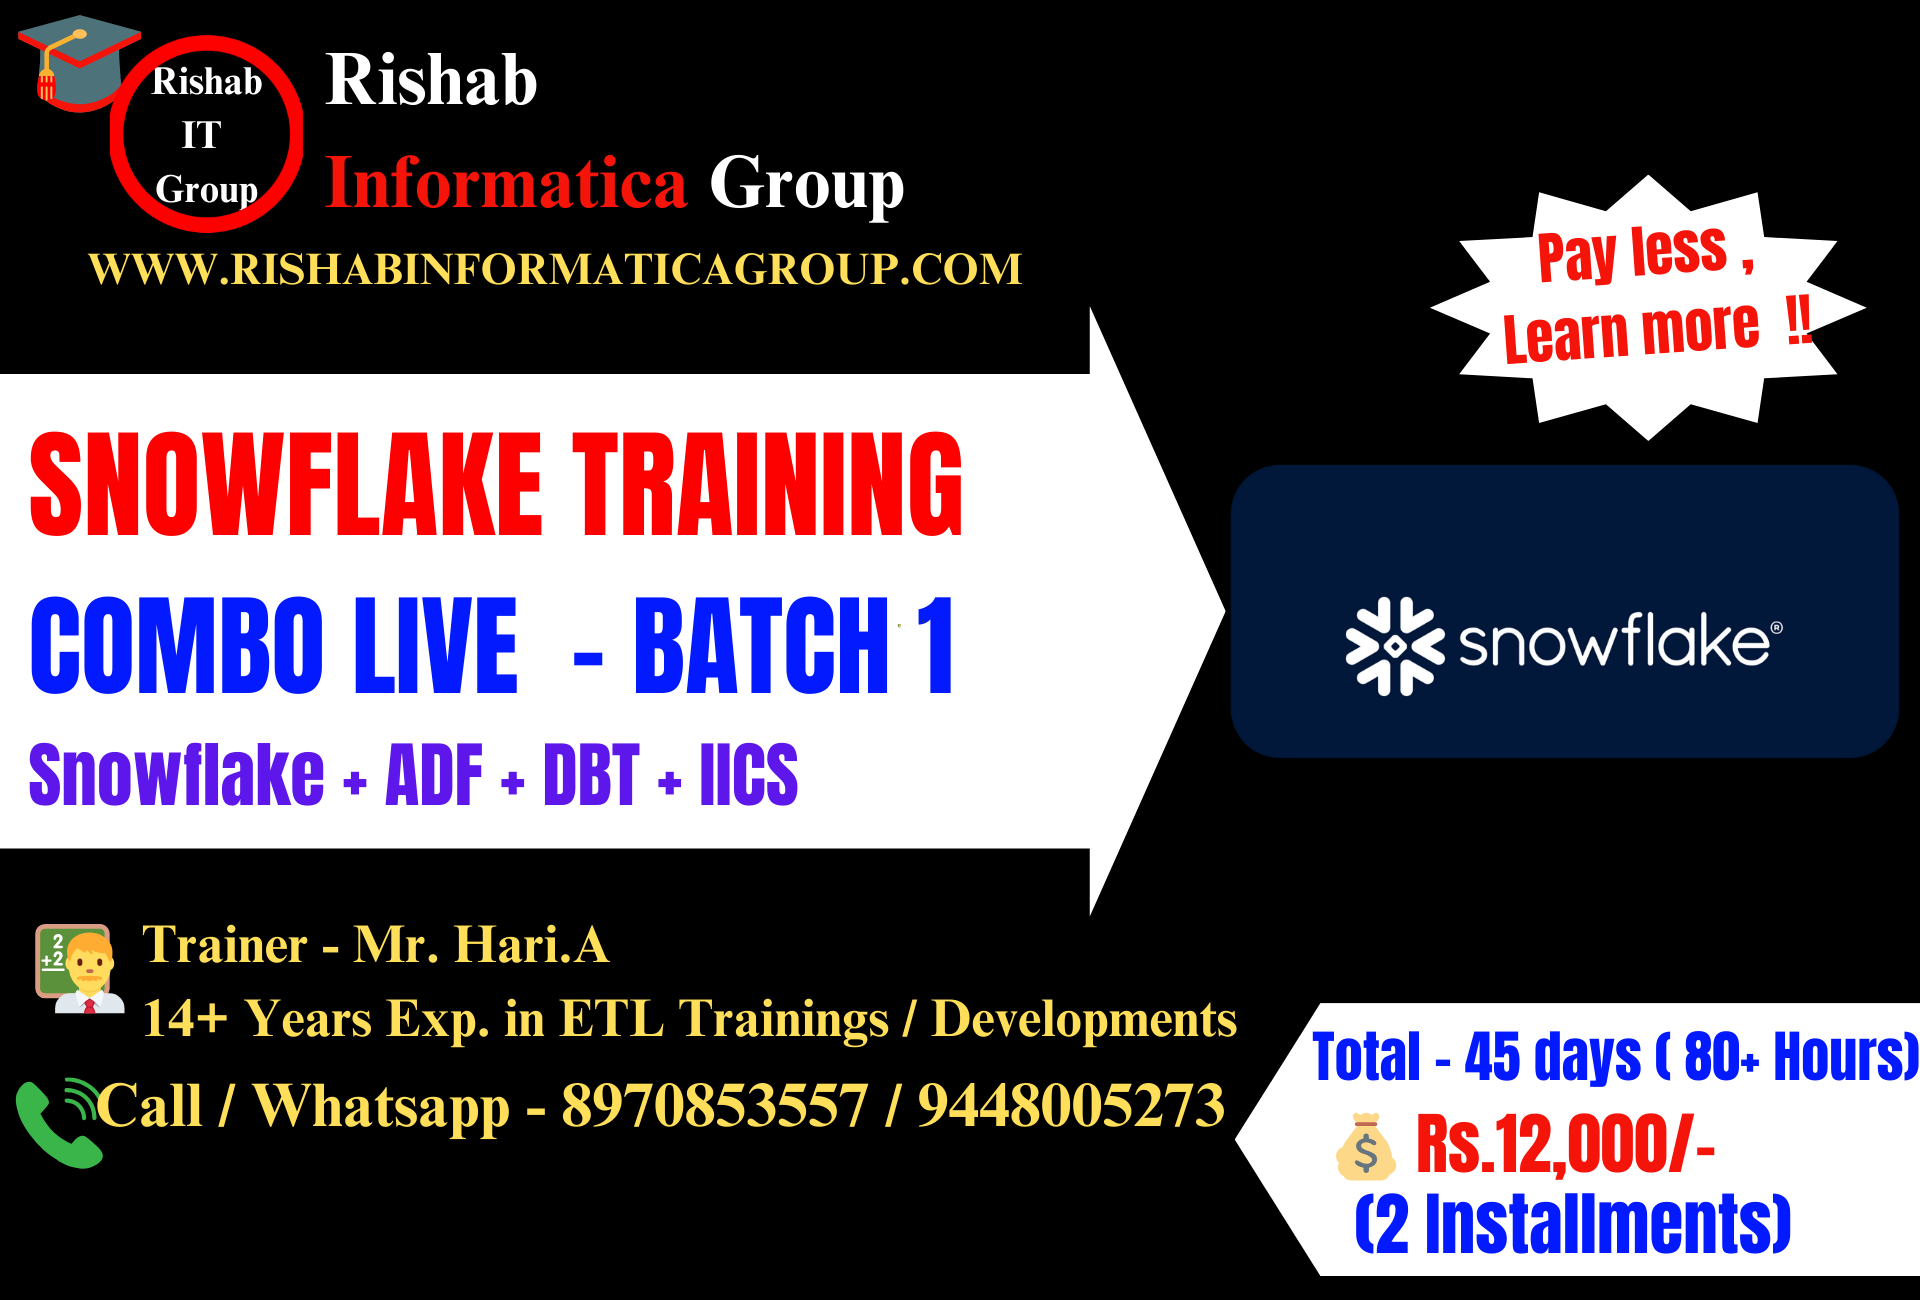 Rishab
IT
Group
Rishab
Informatica Group
WWW.RISHABINFORMATICAGROUP.COM
Pay less ,
Learn more !!
SNOWFLAKE TRAINING
COMBO LIVE - BATCH 1
Snowflake + ADF + DBT + IICS
snowflake®
2
+2
Trainer - Mr. Hari.A
14+ Years Exp. in ETL Trainings / Developments
Call / Whatsapp - 8970853557 / 9448005273
Total - 45 days ( 80+ Hours)
$ Rs.12,000/-
(2 Installments)